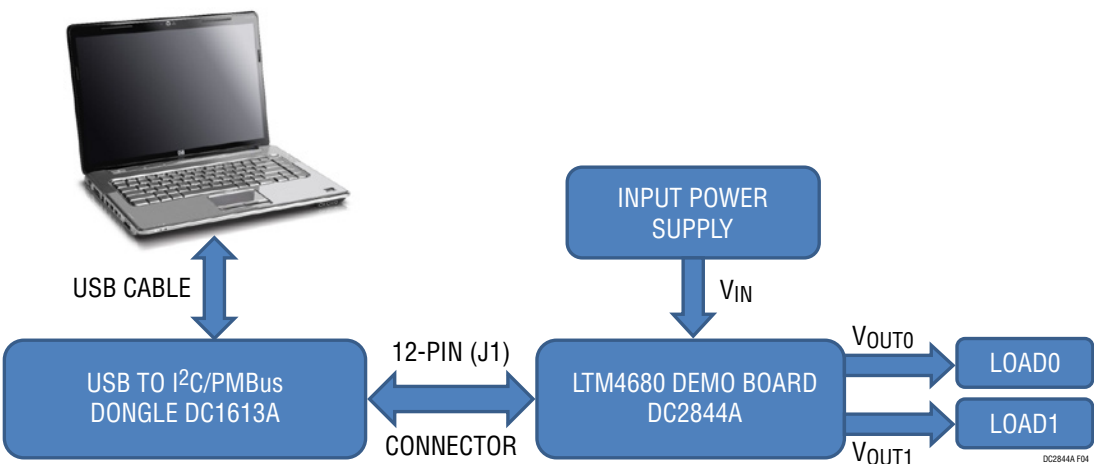 INPUT POWER
SUPPLY
USB CABLE
VIN
12-PIN (J1)
VOUT0
USB TO I2C/PMBus
DONGLE DC1613A
LTM4680 DEMO BOARD
DC2844A
LOAD0
LOAD1
CONNECTOR
VOUT1
DC2844A F04